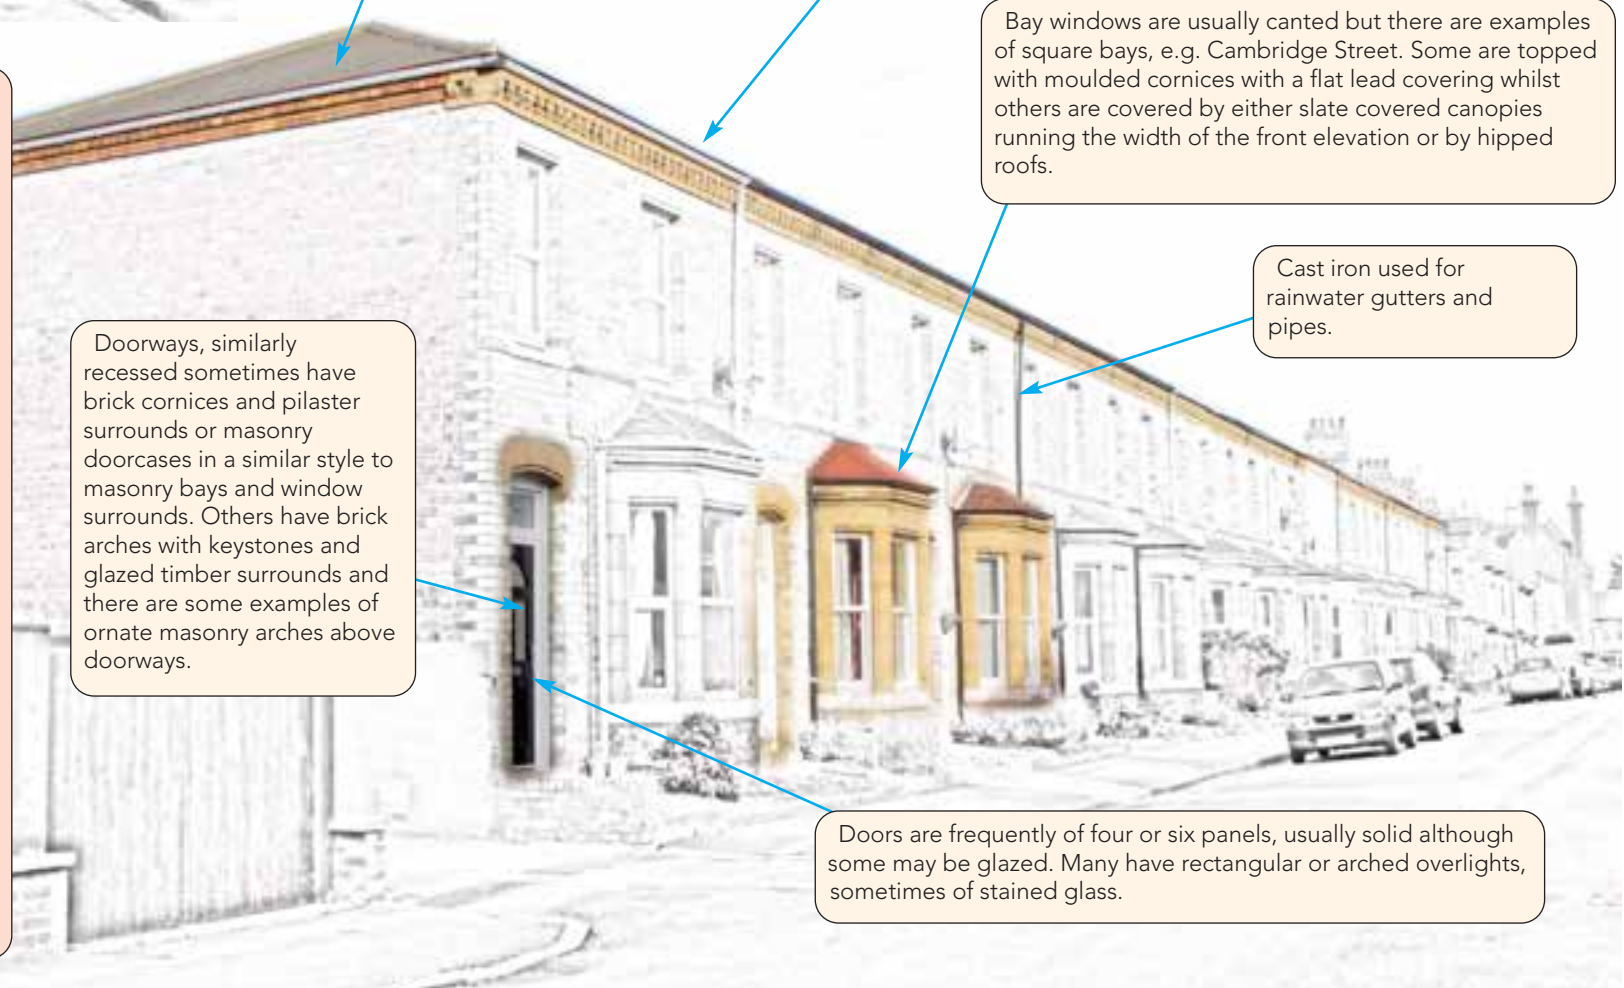 Bay windows are usually canted but there are examples
of square bays, e.g. Cambridge Street. Some are topped
with moulded cornices with a flat lead covering whilst
others are covered by either slate covered canopies
running the width of the front elevation or by hipped
roofs.
Cast iron used for
rainwater gutters and
pipes.
Doorways, similarly
recessed sometimes have
brick cornices and pilaster
surrounds or masonry
doorcases in a similar style to
masonry bays and window
surrounds. Others have brick
arches with keystones and
glazed timber surrounds and
there are some examples of
ornate masonry arches above
doorways.
Doors are frequently of four or six panels, usually solid although
some may be glazed. Many have rectangular or arched overlights,
sometimes of stained glass.